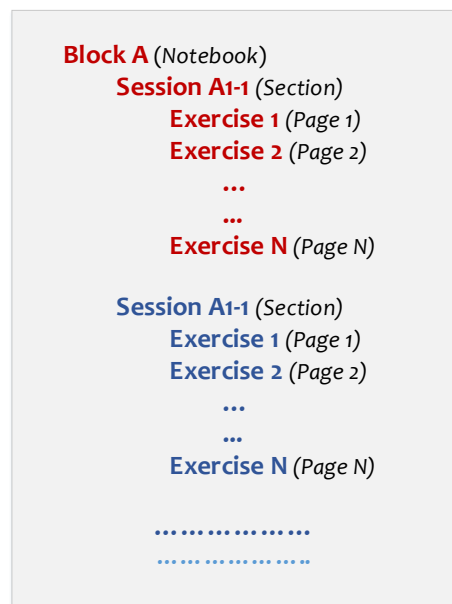 Block A (Notebook)
Session A1-1 (Section)
Exercise 1 (Page 1)
Exercise 2 (Page 2)
...
...
Exercise N (Page N)
Session A1-1 (Section)
Exercise 1 (Page 1)
Exercise 2 (Page 2)
...
...
Exercise N (Page N)
………………
………………..